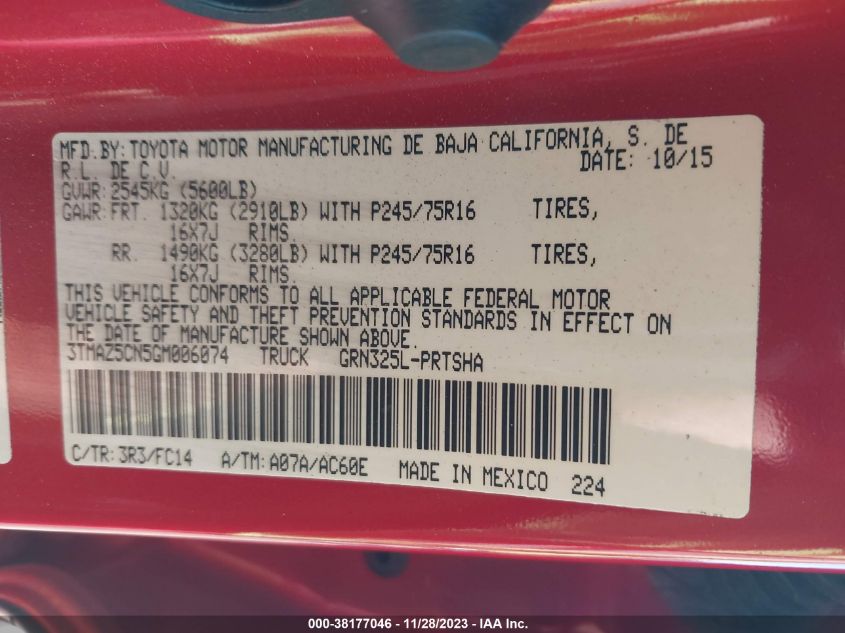 MFD.BY:TOYOTA MOTOR MANUFACTURING DE BAJA CALIFORNIA, S. DE
R.L. DE C.V.
DATE: 10/15
GVWR:2545KG (5600LB)
GAWR:FRT. 1320KG (2910LB) WITH P245/75R16 TIRES,
16X7J RIMS.
RR. 1490KG (3280LB) WITH P245/75R16 TIRES,
16X7J RIMS.
THIS VEHICLE CONFORMS TO ALL APPLICABLE FEDERAL MOTOR
VEHICLE SAFETY AND THEFT PREVENTION STANDARDS IN EFFECT ON
THE DATE OF MANUFACTURE SHOWN ABOVE.
3TMAZ5CN5GM006074 TRUCK GRN325L-PRTSHA
C/TR:3R3/FC14 A/TM:A07A/AC60E MADE IN MEXICO 224
000-38177046 | 11/28/2023 | IAA Inc.